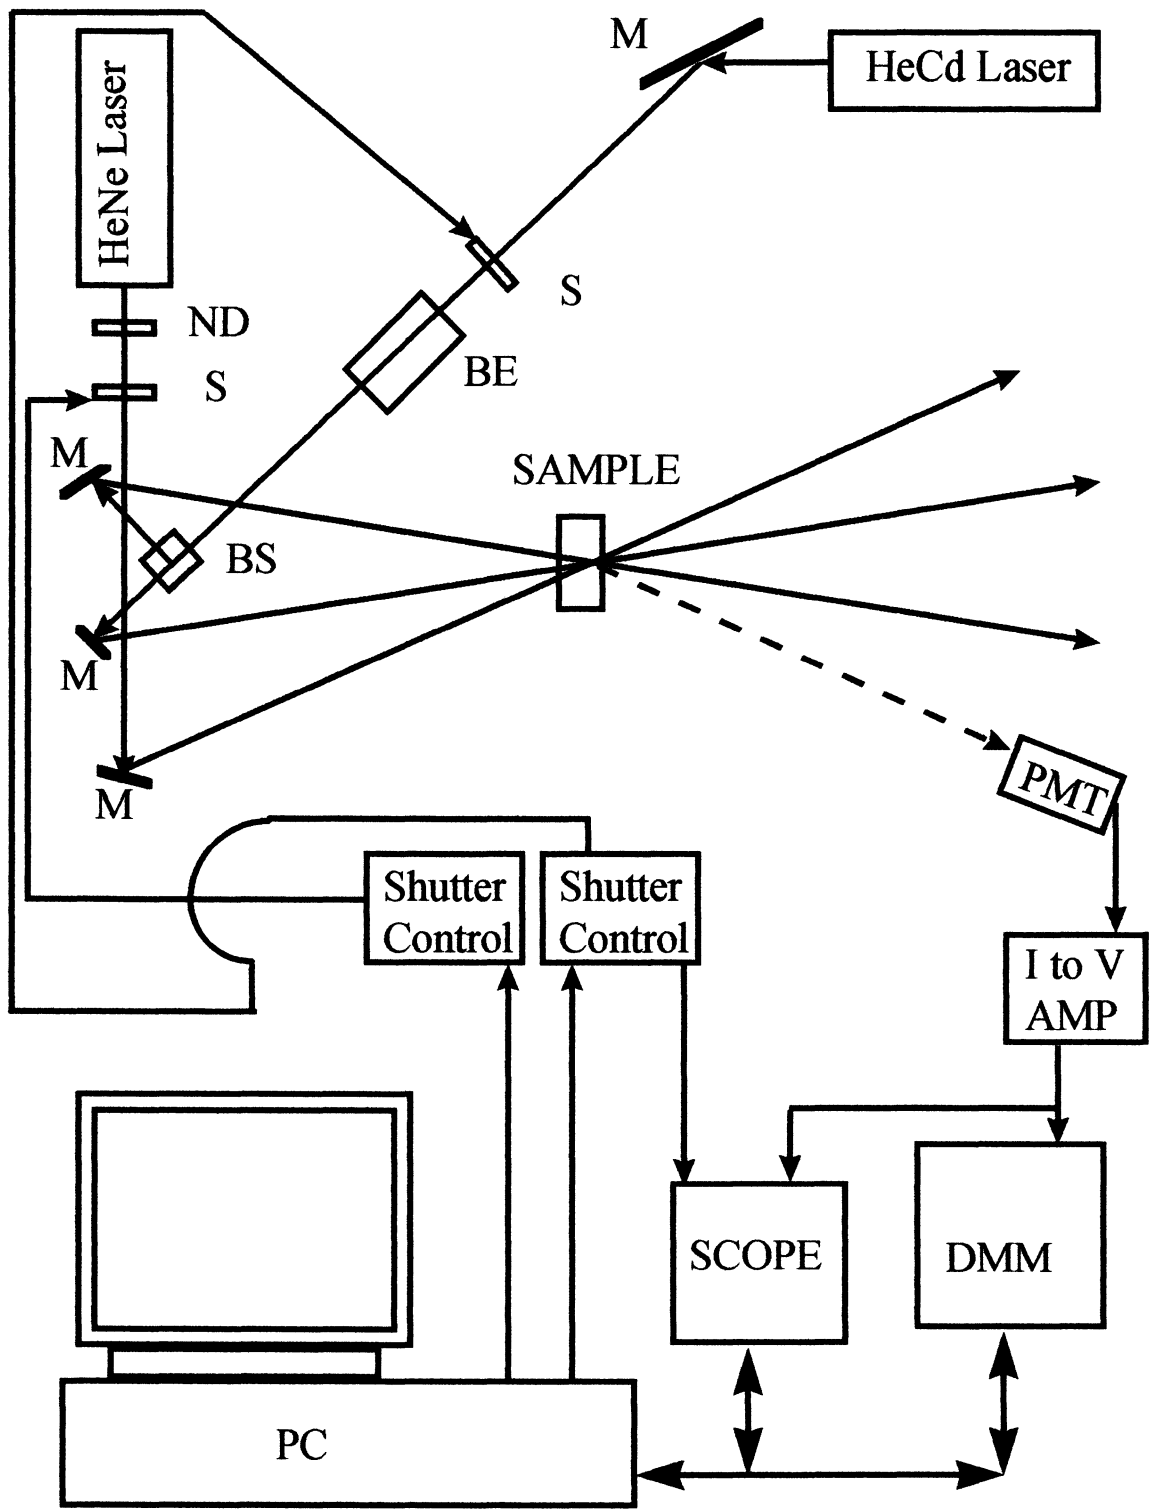 M
HeCd Laser
HeNe Laser
S
ND
BE
S
M
SAMPLE
BS
M
M
PMT
Shutter
Control
Shutter
Control
I to V
AMP
SCOPE
DMM
PC